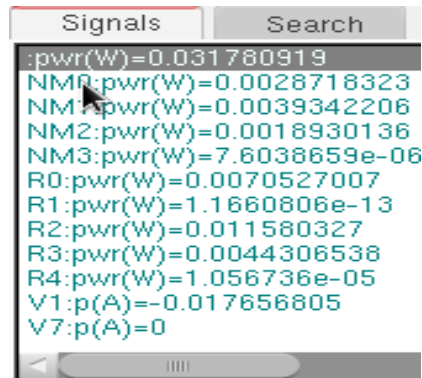 Signals Search
:pwr(W)=0.031780919
NM0:pwr(W)=0.0028718323
NM1:pwr(W)=0.0039342206
NM2:pwr(W)=0.0018930136
NM3:pwr(W)=7.6038659e-06
R0:pwr(W)=0.0070527007
R1:pwr(W)=1.1660806e-13
R2:pwr(W)=0.011580327
R3:pwr(W)=0.0044306538
R4:pwr(W)=1.056736e-05
V1:p(A)=-0.017656805
V7:p(A)=0